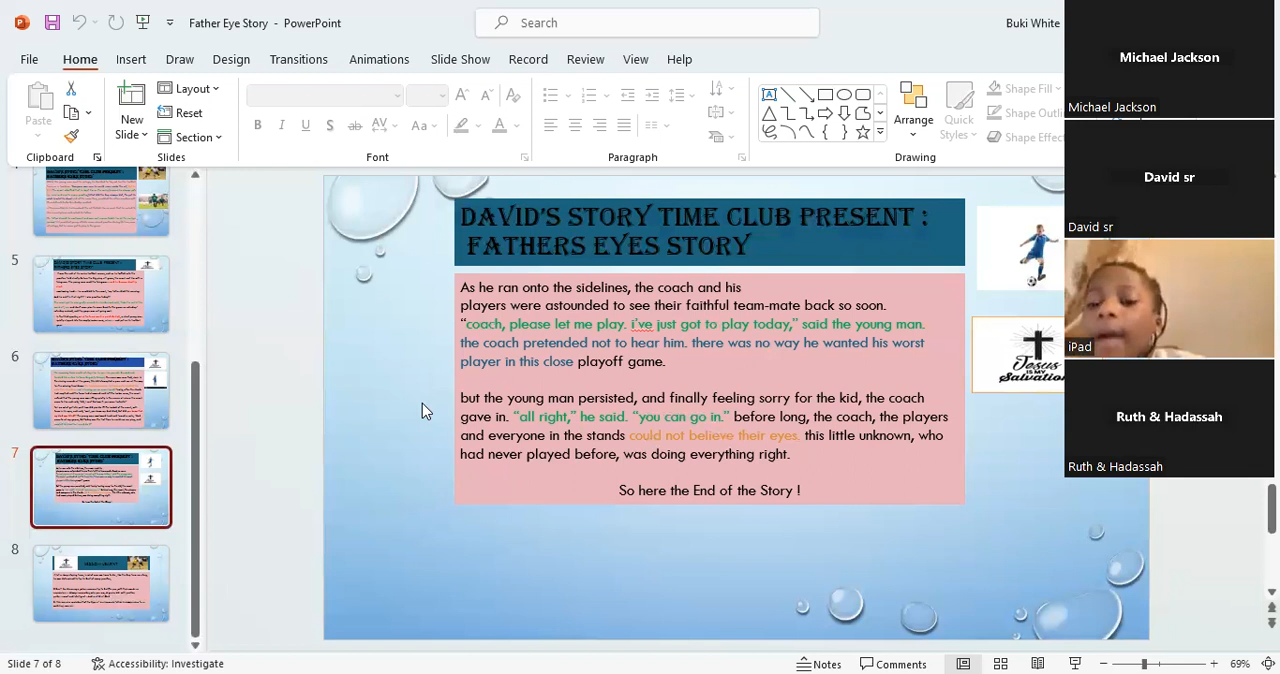 Father Eye Story - PowerPoint
Search
Buki White
File Home Insert Draw Design Transitions Animations Slide Show Record Review View Help
Paste
New
Slide
Layout
Reset
Section
Aa
Arrange
Quick
Styles
Shape Fill
Shape Outli
Shape Effec
Clipboard
Slides
Font
Paragraph
Drawing
5
6
7
8
DAVID'S STORY TIME CLUB PRESENT :
FATHERS EYES STORY
As he ran onto the sidelines, the coach and his
players were astounded to see their faithful teammate back so soon.
"coach, please let me play. i've just got to play today," said the young man.
the coach pretended not to hear him. there was no way he wanted his worst
player in this close playoff game.
but the young man persisted, and finally feeling sorry for the kid, the coach
gave in. "all right," he said. "you can go in." before long, the coach, the players
and everyone in the stands could not believe their eyes. this little unknown, who
had never played before, was doing everything right.
So here the End of the Story !
Jesus
IS MY
Salvation
Michael Jackson
Michael Jackson
David sr
David sr
iPad
Ruth & Hadassah
Ruth & Hadassah
Slide 7 of 8
Accessibility: Investigate
Notes
Comments
69%